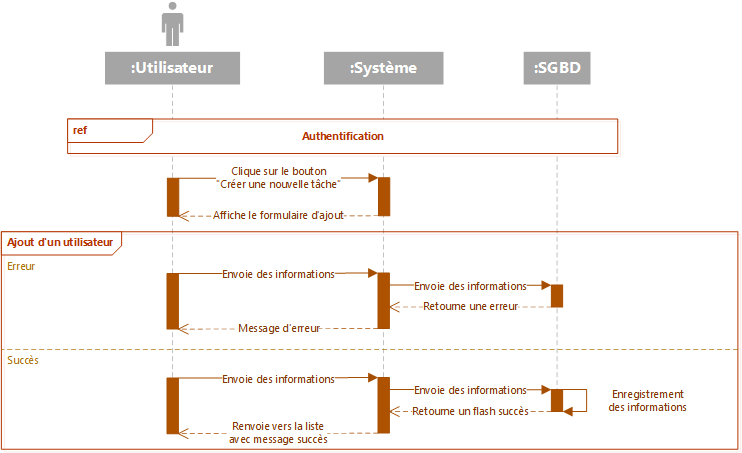 :Utilisateur
:Système
:SGBD
ref
Authentification
Clique sur le bouton
"Créer une nouvelle tâche"
Affiche le formulaire d'ajout
Ajout d'un utilisateur
Erreur
Envoie des informations
Envoie des informations
Retourne une erreur
Message d'erreur
Succès
Envoie des informations
Envoie des informations
Enregistrement
des informations
Retourne un flash succès
Renvoie vers la liste
avec message succès